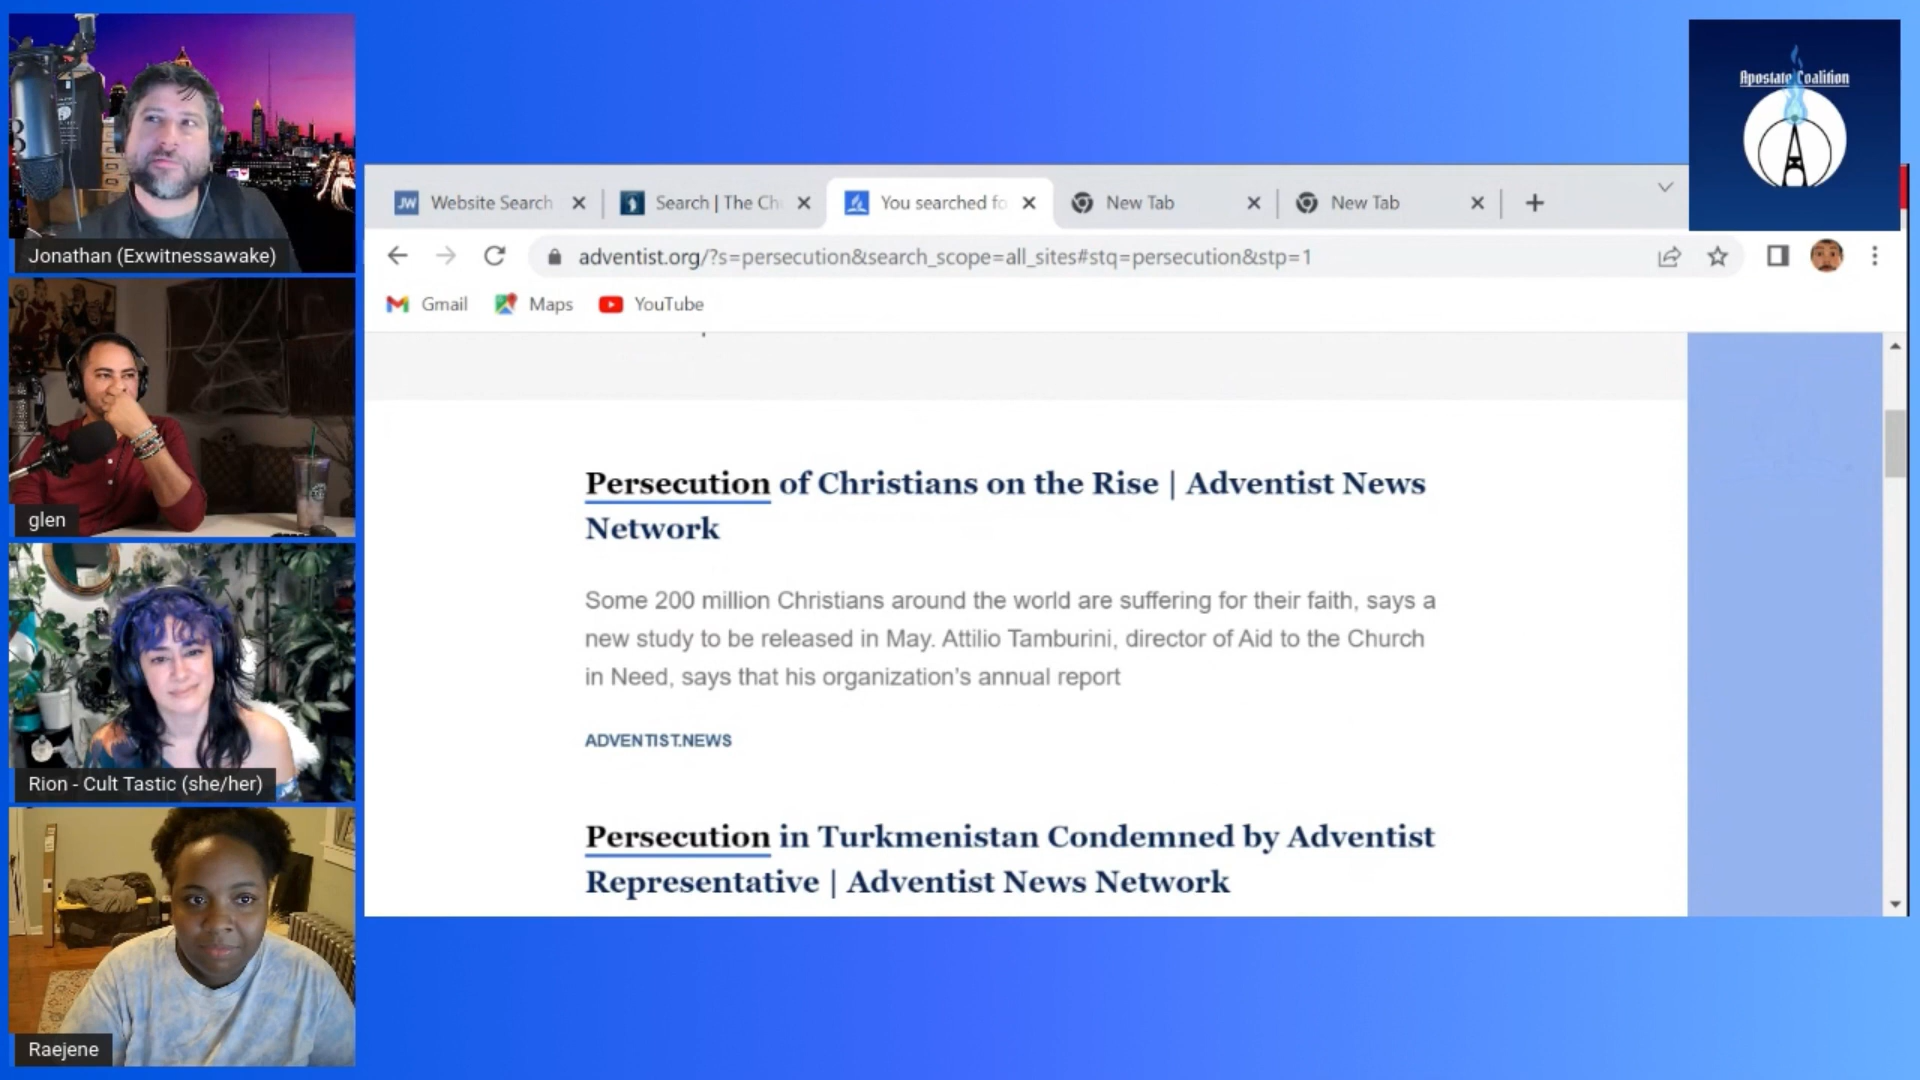 Jonathan (Exwitnessawake)
glen
Rion - Cult Tastic (she/her)
Raejene
Apostate Coalition
Website Search
Search | The Ch
You searched fo
New Tab
New Tab
adventist.org/?s=persecution&search_scope=all_sites#stq=persecution&stp=1
Gmail
Maps
YouTube
Persecution of Christians on the Rise | Adventist News
Network
Some 200 million Christians around the world are suffering for their faith, says a
new study to be released in May. Attilio Tamburini, director of Aid to the Church
in Need, says that his organization's annual report
ADVENTIST.NEWS
Persecution in Turkmenistan Condemned by Adventist
Representative | Adventist News Network
JW